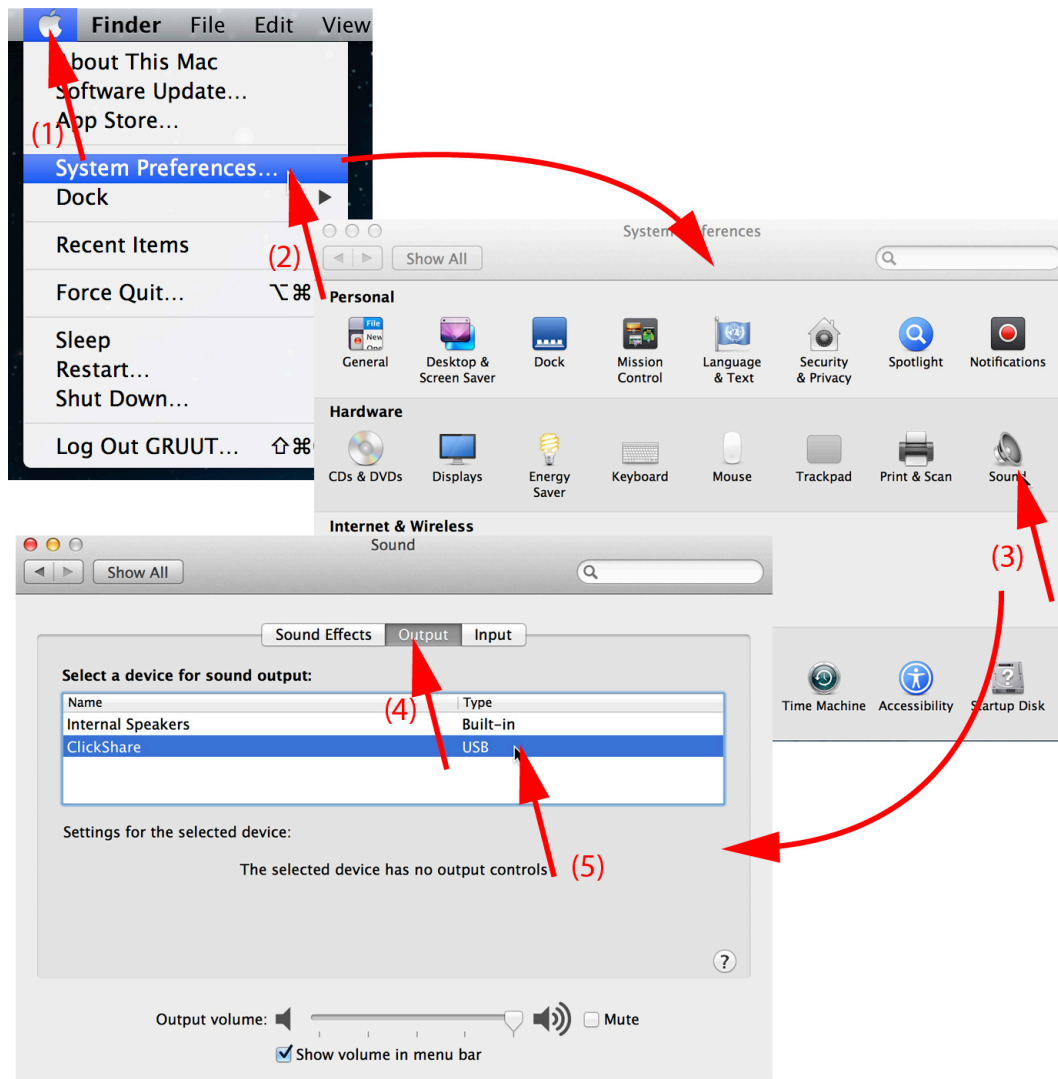 Finder File Edit View
About This Mac
Software Update...
App Store...
(1)
System Preferences...
Dock
Recent Items
(2)
Force Quit... ⌥⌘
Sleep
Restart...
Shut Down...
Log Out GRUUT... ⇧⌘
System Preferences
Show All
Personal
General
Desktop & Screen Saver
Dock
Mission Control
Language & Text
Security & Privacy
Spotlight
Notifications
File
New
Hardware
CDs & DVDs
Displays
Energy Saver
Keyboard
Mouse
Trackpad
Print & Scan
Sound
Internet & Wireless
(3)
Time Machine
Accessibility
Startup Disk
Sound
Show All
Sound Effects Output Input
Select a device for sound output:
Name Type
(4)
Internal Speakers Built-in
ClickShare USB
Settings for the selected device:
The selected device has no output controls
(5)
?
Output volume: Mute
Show volume in menu bar